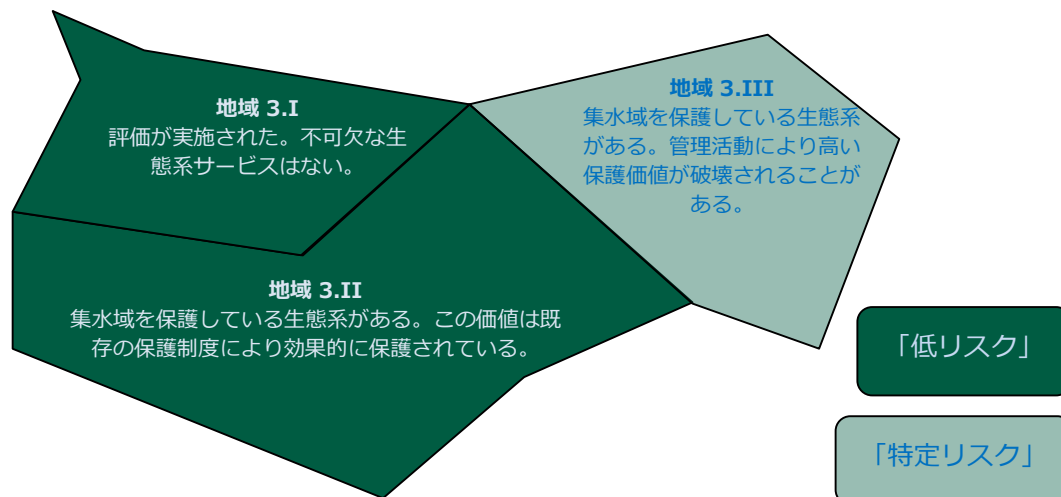 地域 3.I
評価が実施された。不可欠な生
態系サービスはない。
地域 3.III
集水域を保護している生態系
がある。管理活動により高い
保護価値が破壊されることが
ある。
地域 3.II
集水域を保護している生態系がある。この価値は既
存の保護制度により効果的に保護されている。
「低リスク」
「特定リスク」